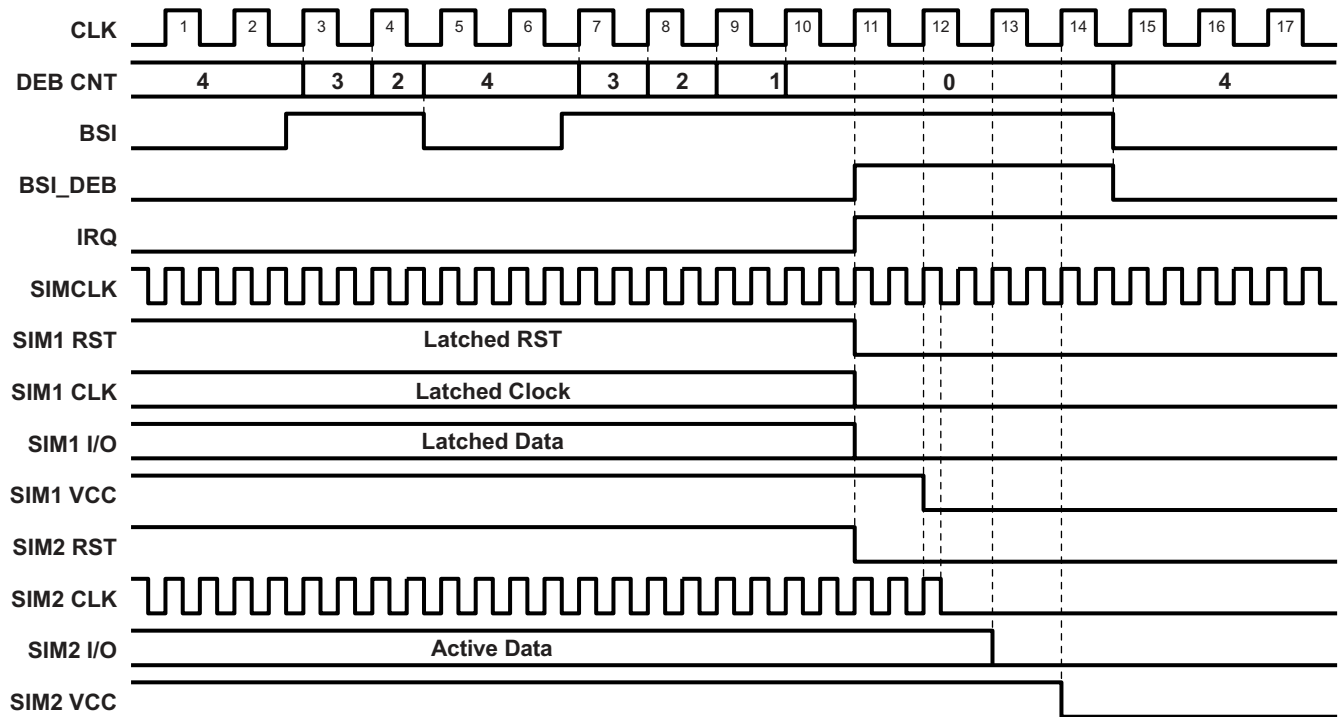 CLK 1 2 3 4 5 6 7 8 9 10 11 12 13 14 15 16 17
DEB CNT 4 3 2 4 3 2 1 0 4
BSI
BSI_DEB
IRQ
SIMCLK
SIM1 RST Latched RST
SIM1 CLK Latched Clock
SIM1 I/O Latched Data
SIM1 VCC
SIM2 RST
SIM2 CLK
SIM2 I/O Active Data
SIM2 VCC